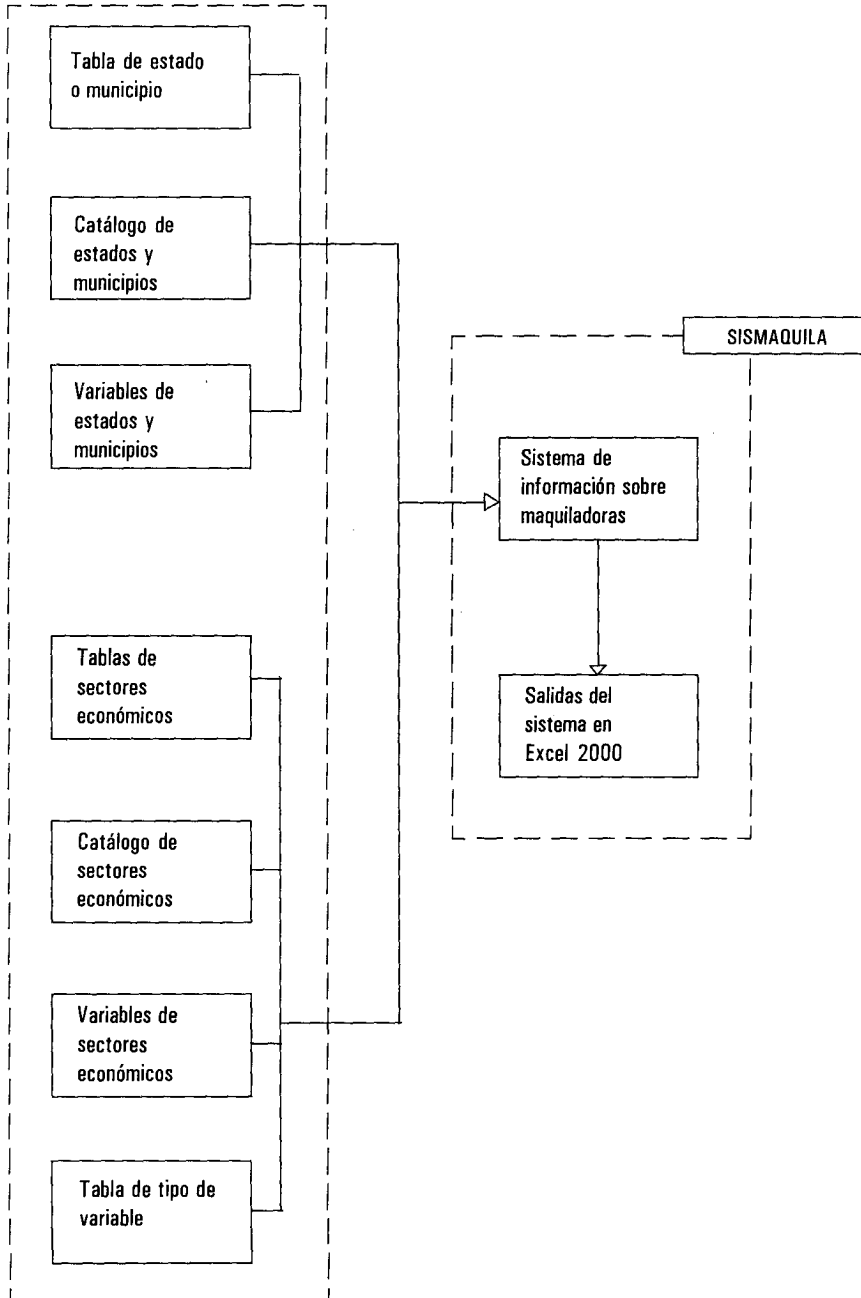 Tabla de estado
o municipio
Catálogo de
estados y
municipios
Variables de
estados y
municipios
Tablas de
sectores
económicos
Catálogo de
sectores
económicos
Variables de
sectores
económicos
Tabla de tipo de
variable
SISMAQUILA
Sistema de
información sobre
maquiladoras
Salidas del
sistema en
Excel 2000